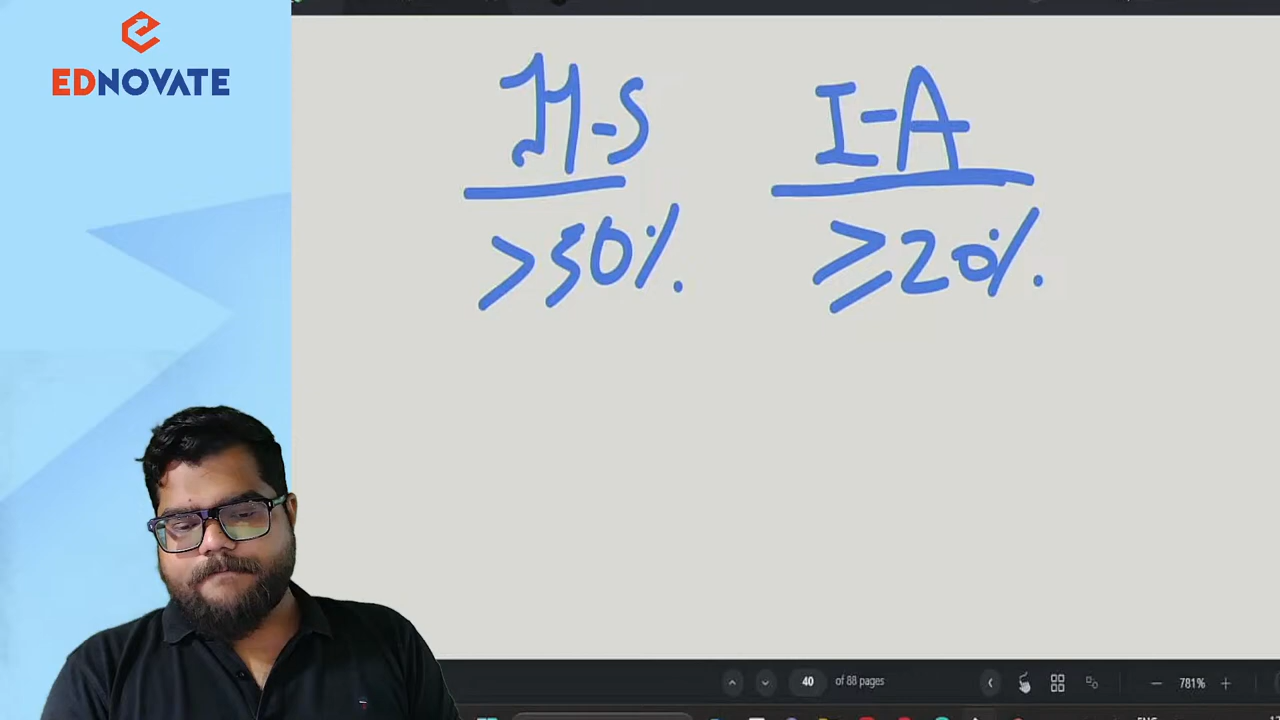 EDNOVATE
H-S I-A
>50% ≥20%
40 of 88 pages
781%